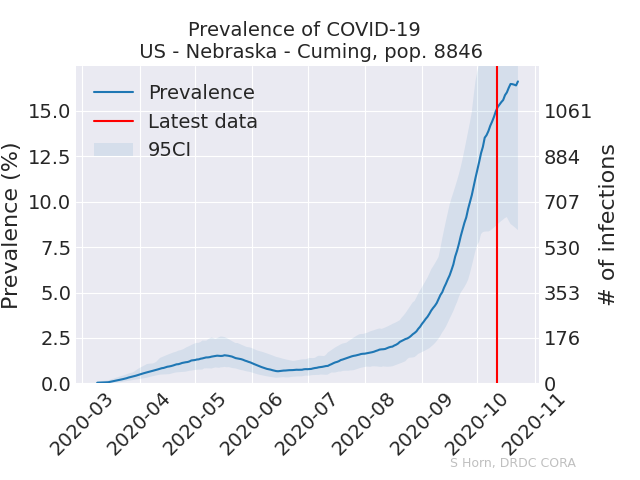 Prevalence of COVID-19
US - Nebraska - Cuming, pop. 8846
Prevalence
Latest data
95CI
Prevalence (%)
15.0
12.5
10.0
7.5
5.0
2.5
0.0
1061
884
707
530
353
176
0
# of infections
2020-03
2020-04
2020-05
2020-06
2020-07
2020-08
2020-09
2020-10
2020-11
S Horn, DRDC CORA